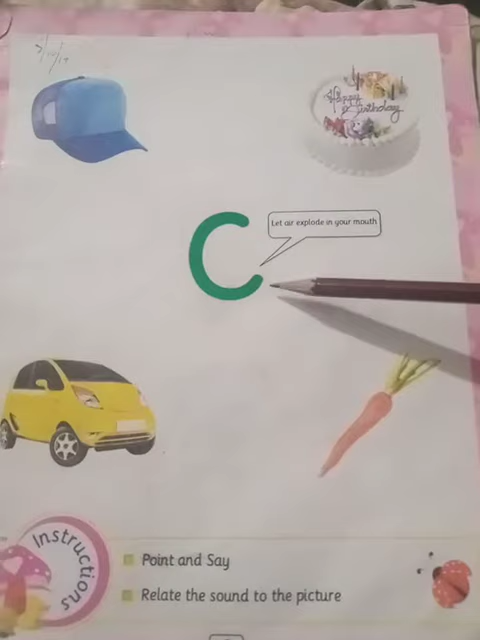 Happy
Birthday
Let air explode in your mouth
c
Instructions
Point and Say
Relate the sound to the picture